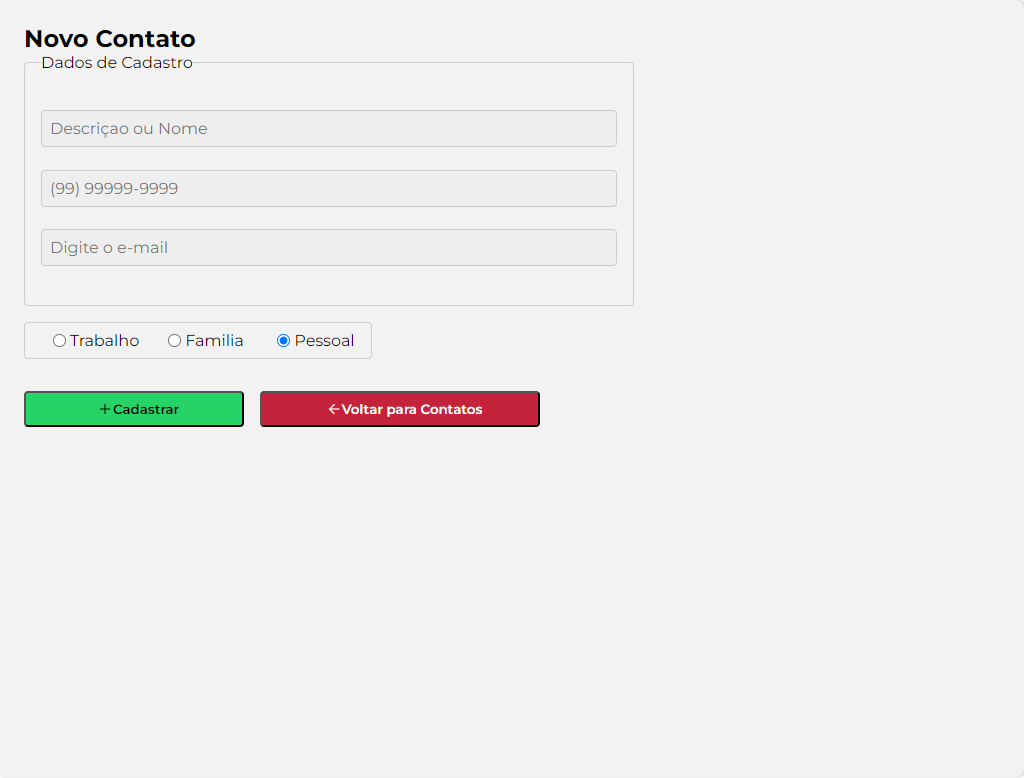 Novo Contato
Dados de Cadastro
Descriçao ou Nome
(99) 99999-9999
Digite o e-mail
Trabalho Familia Pessoal
+Cadastrar ←Voltar para Contatos